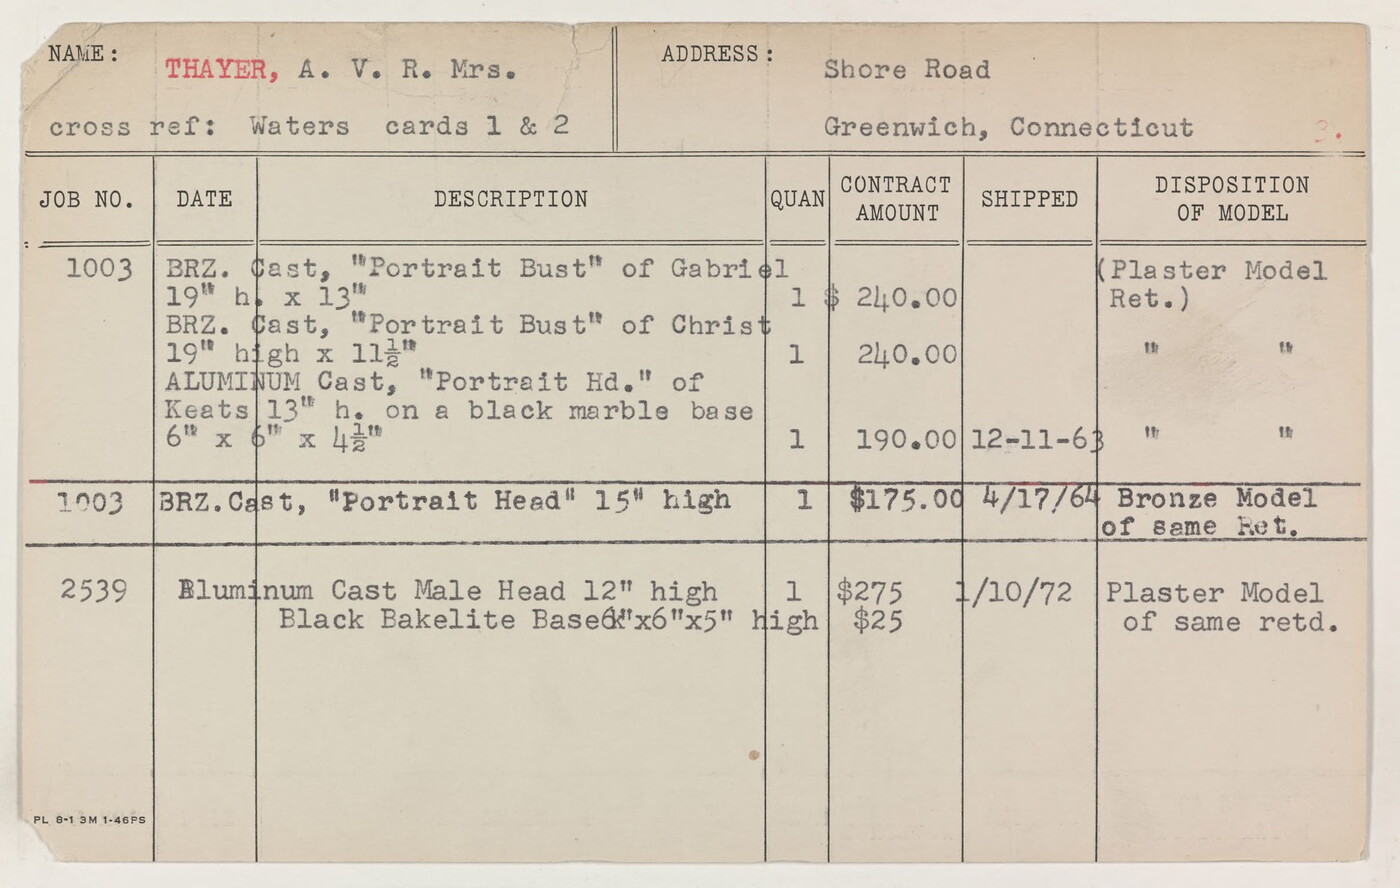 NAME: THAYER, A. V. R. Mrs. ADDRESS: Shore Road
cross ref: Waters cards 1 & 2 Greenwich, Connecticut 3.
JOB NO. DATE DESCRIPTION QUAN CONTRACT AMOUNT SHIPPED DISPOSITION OF MODEL
1003 BRZ. Cast, "Portrait Bust" of Gabriel (Plaster Model
19" h. x 13" 1 $ 240.00 Ret.)
BRZ. Cast, "Portrait Bust" of Christ
19" high x 11½" 1 240.00 " "
ALUMINUM Cast, "Portrait Hd." of
Keats 13" h. on a black marble base
6" x 6" x 4½" 1 190.00 12-11-63 " "
1003 BRZ.Cast, "Portrait Head" 15" high 1 $175.00 4/17/64 Bronze Model
of same Ret.
2539 Aluminum Cast Male Head 12" high 1 $275 1/10/72 Plaster Model
Black Bakelite Base 6"x6"x5" high $25 of same retd.
PL 8-1 3M 1-46PS